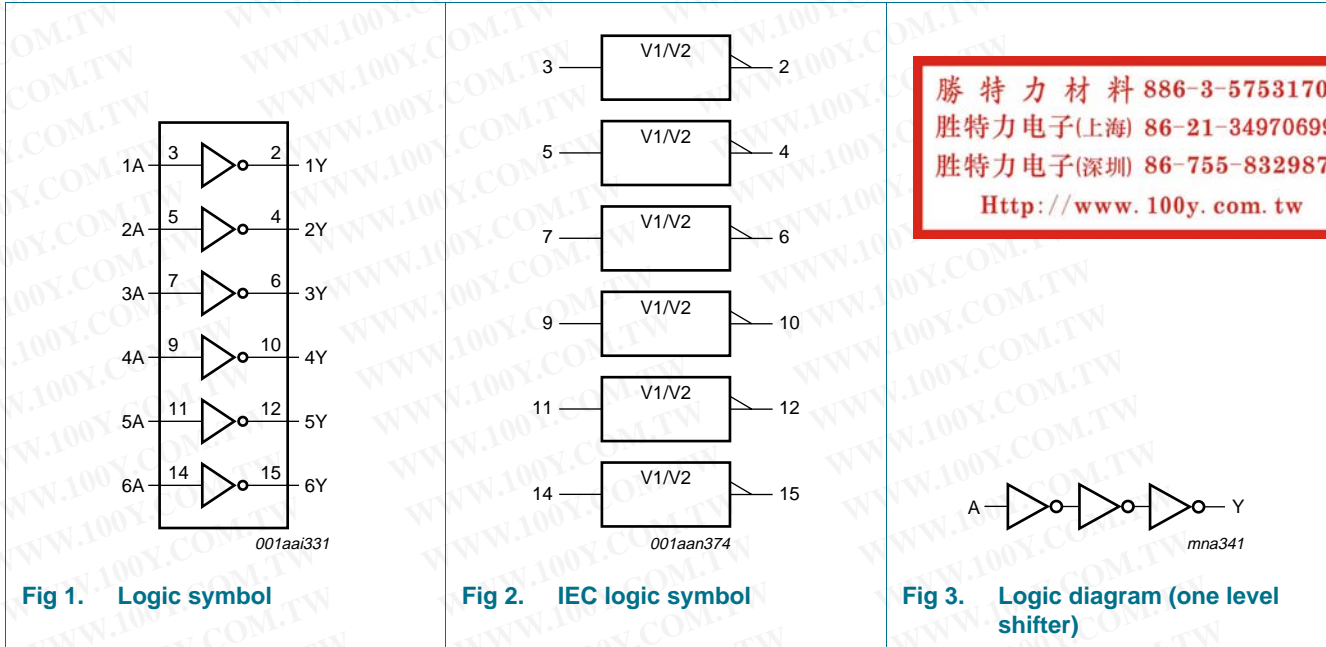 1A 3 2 1Y
2A 5 4 2Y
3A 7 6 3Y
4A 9 10 4Y
5A 11 12 5Y
6A 14 15 6Y
001aai331
Fig 1. Logic symbol
3 V1/V2 2
5 V1/V2 4
7 V1/V2 6
9 V1/V2 10
11 V1/V2 12
14 V1/V2 15
001aan374
Fig 2. IEC logic symbol
勝 特 力 材 料 886-3-5753170
胜特力电子(上海) 86-21-34970699
胜特力电子(深圳) 86-755-832987
Http://www.100y.com.tw
A Y
mna341
Fig 3. Logic diagram (one level
shifter)
WWW.100Y.COM.TW